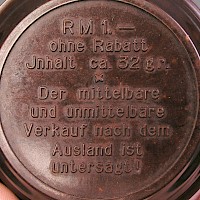 RM 1.—
ohne Rabatt
Jnhalt ca. 32 gr.
*
Der mittelbare
und unmittelbare
Verkauf nach dem
Ausland ist
untersagt!